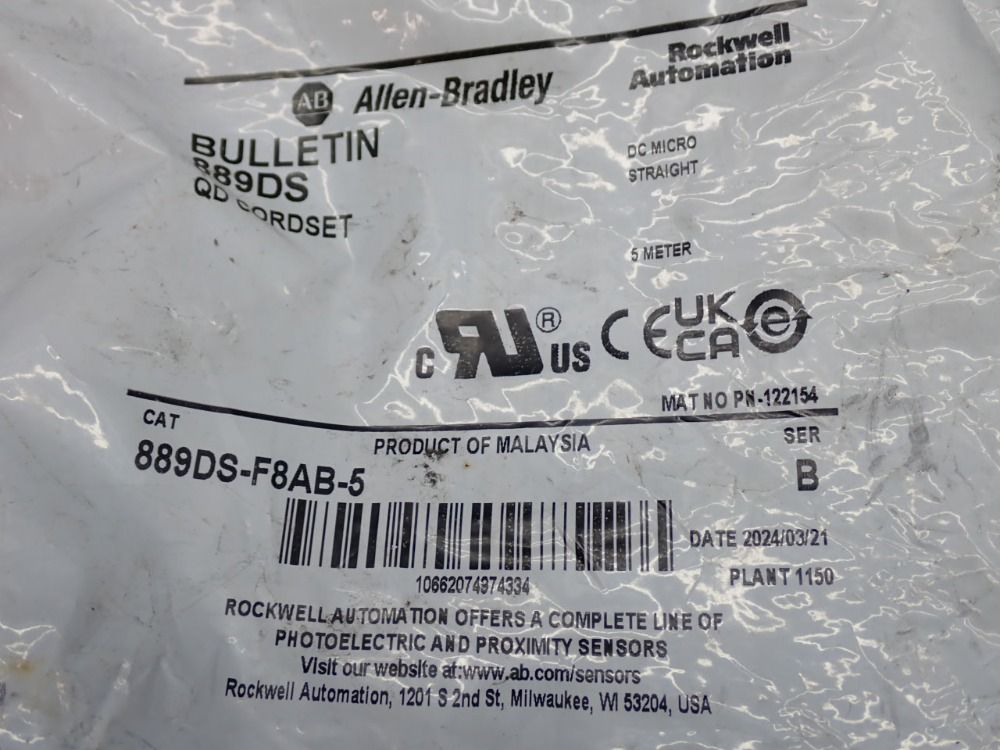 Rockwell
Automation
AB Allen-Bradley
BULLETIN
889DS
QD CORDSET
DC MICRO
STRAIGHT
5 METER
C RU ® US CE UK CA e
MAT NO PN-122154
CAT
PRODUCT OF MALAYSIA
SER
889DS-F8AB-5
B
DATE 2024/03/21
PLANT 1150
10662074974334
ROCKWELL AUTOMATION OFFERS A COMPLETE LINE OF
PHOTOELECTRIC AND PROXIMITY SENSORS
Visit our website at:www.ab.com/sensors
Rockwell Automation, 1201 S 2nd St, Milwaukee, WI 53204, USA